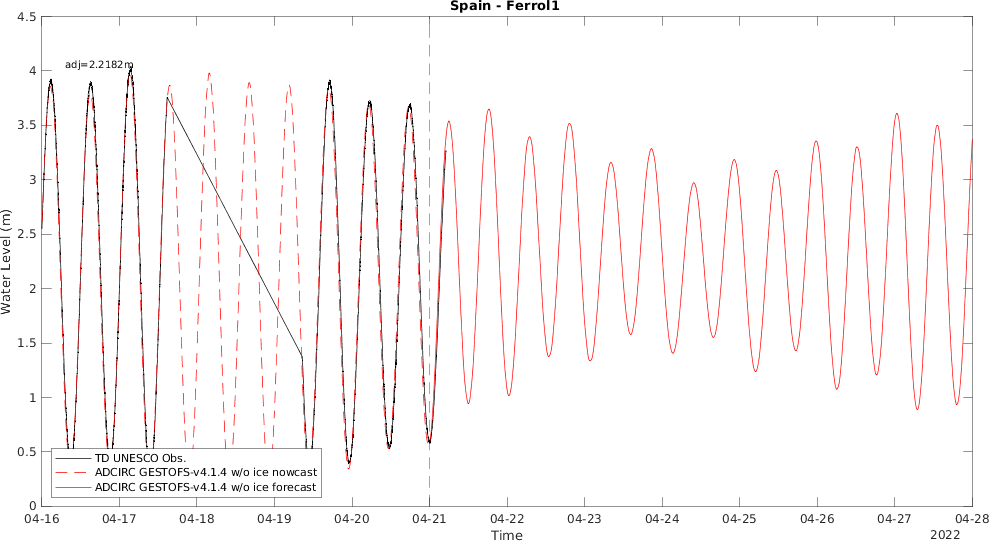 Spain - Ferrol1
adj=2.2182m
Water Level (m)
4.5
4
3.5
3
2.5
2
1.5
1
0.5
0
TD UNESCO Obs.
ADCIRC GESTOFS-v4.1.4 w/o ice nowcast
ADCIRC GESTOFS-v4.1.4 w/o ice forecast
04-16 04-17 04-18 04-19 04-20 04-21 04-22 04-23 04-24 04-25 04-26 04-27 04-28
Time
2022